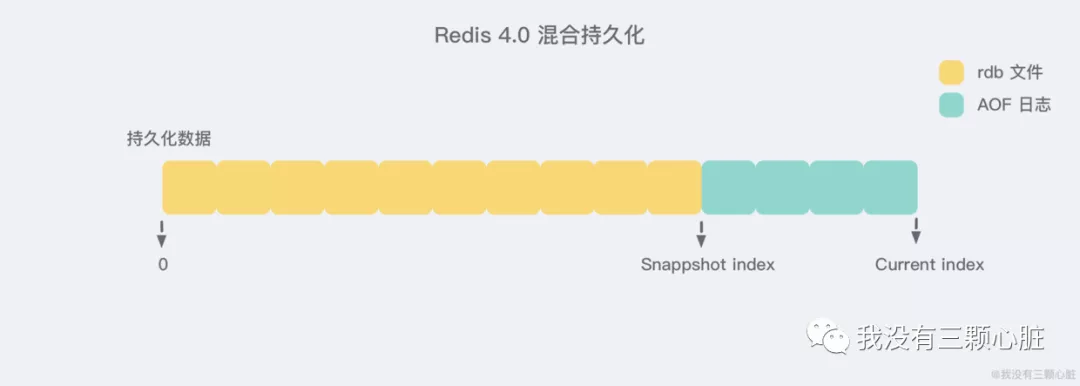 Redis 4.0 混合持久化
rdb 文件
AOF 日志
持久化数据
0
Snappshot index
Current index
我没有三颗心脏
@我没有三颗心脏